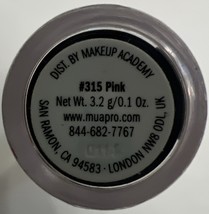 DIST. BY MAKEUP ACADEMY
#315 Pink
Net Wt. 3.2 g/0.1 Oz.
www.muapro.com
844-682-7767
SAN RAMON, CA 94583 · LONDON NW8 0DL, UK